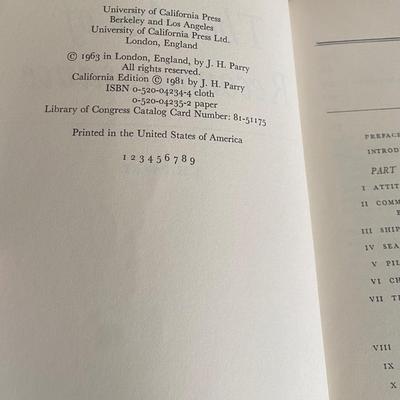 University of California Press
Berkeley and Los Angeles
University of California Press Ltd.
London, England
© 1963 in London, England, by J. H. Parry
All rights reserved.
California Edition © 1981 by J. H. Parry
ISBN 0-520-04234-4 cloth
0-520-04235-2 paper
Library of Congress Catalog Card Number: 81-51175
Printed in the United States of America
1 2 3 4 5 6 7 8 9
PREFACE
INTROD
PART
I ATTIT
II COMM
III SHIP
IV SEA
V PIL
VI CH
VII T
VIII
IX
X